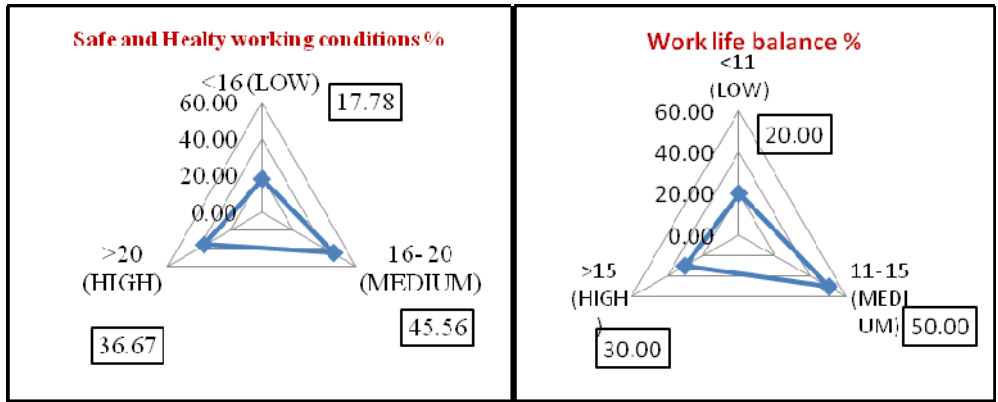 Safe and Healty working conditions %
<16 (LOW)
17.78
60.00
40.00
20.00
0.00
>20
(HIGH)
16-20
(MEDIUM)
36.67
45.56
Work life balance %
<11
(LOW)
20.00
60.00
40.00
20.00
0.00
>15
(HIGH
)
11-15
(MEDI
UM)
30.00
50.00